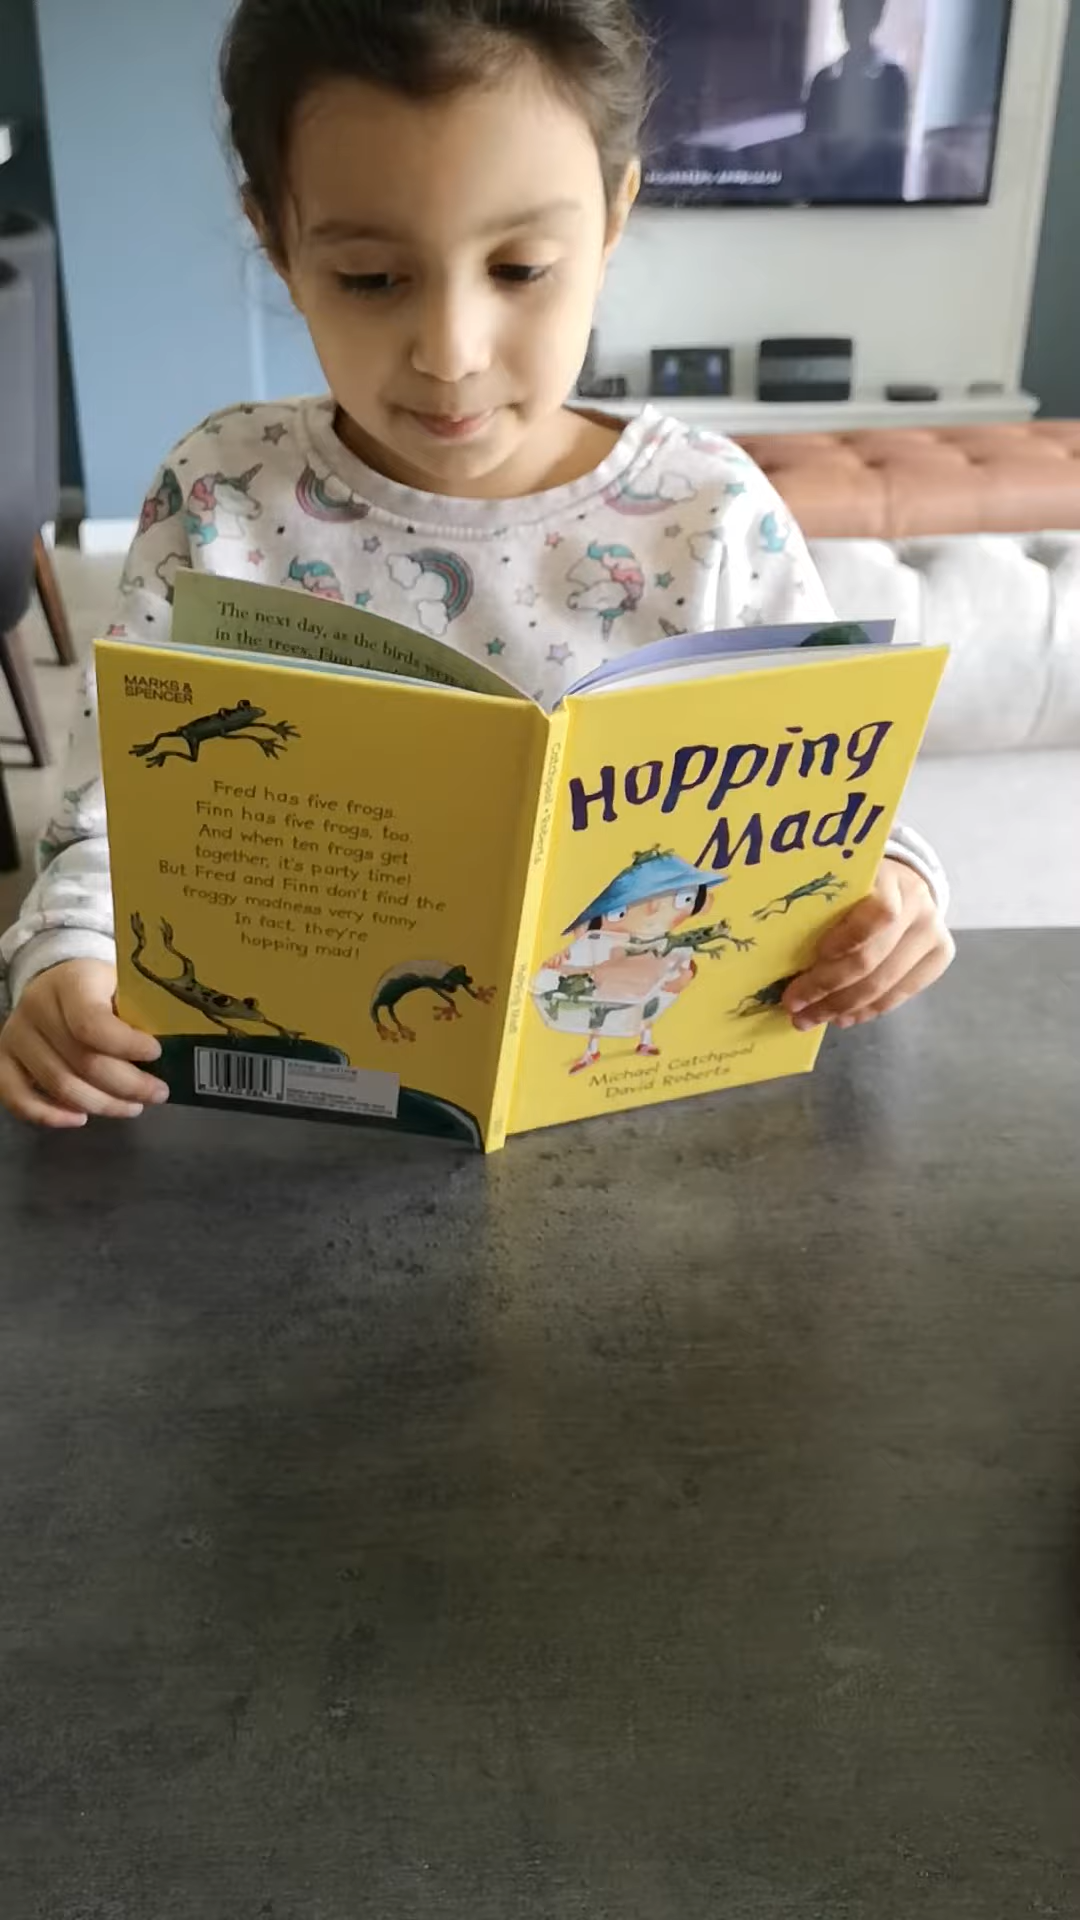 The next day, as the birds were
in the trees, Finn
MARKS &
SPENCER
Fred has five frogs.
Finn has five frogs, too.
And when ten frogs get
together, it's party time!
But Fred and Finn don't find the
froggy madness very funny
In fact, they're
hopping mad!
Catchpool • Roberts
Hopping Mad!
Hopping
Mad!
Michael Catchpool
David Roberts